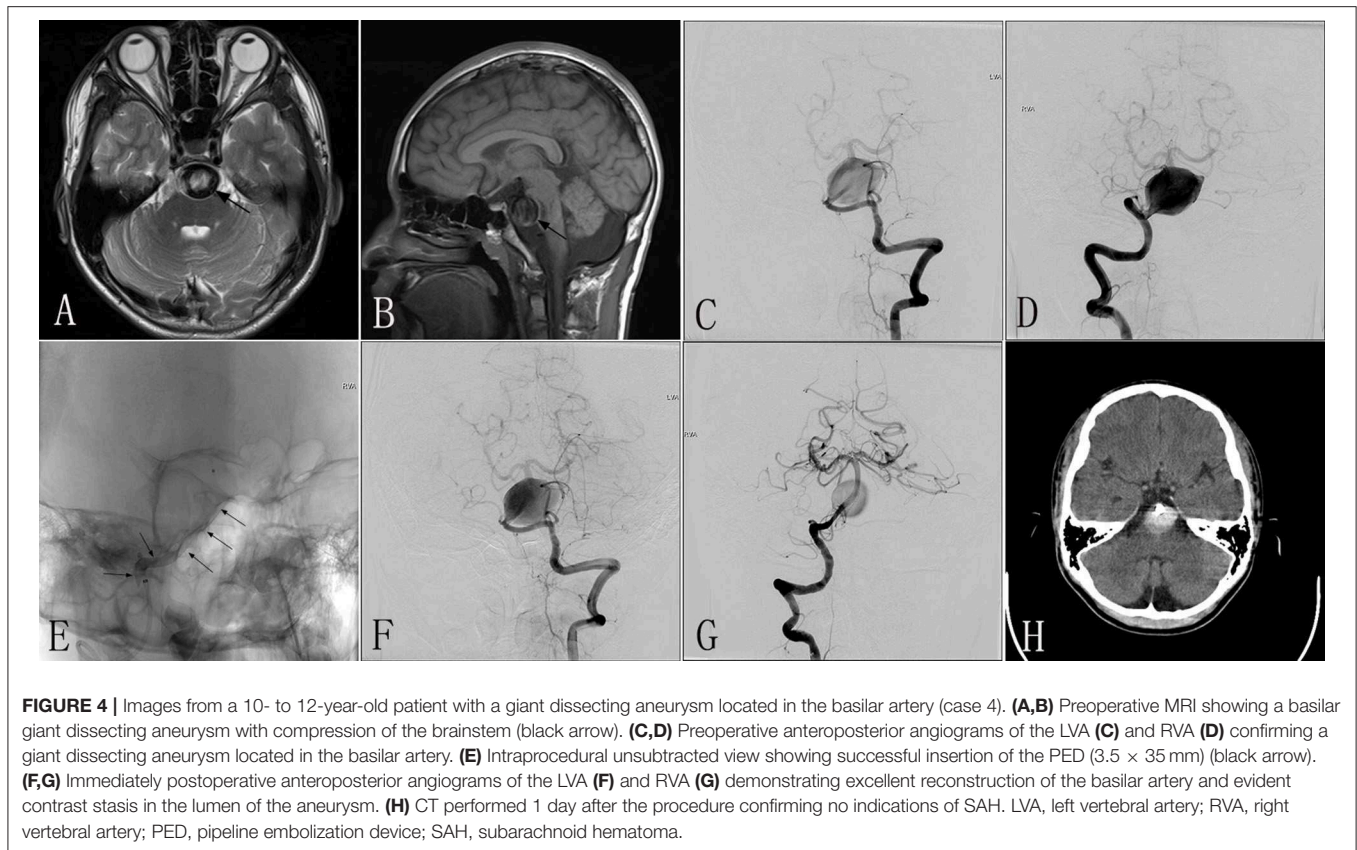 LVA
RVA
A
B
C
D
RVA
LVA
RVA
E
F
G
H
FIGURE 4 | Images from a 10- to 12-year-old patient with a giant dissecting aneurysm located in the basilar artery (case 4). (A,B) Preoperative MRI showing a basilar
giant dissecting aneurysm with compression of the brainstem (black arrow). (C,D) Preoperative anteroposterior angiograms of the LVA (C) and RVA (D) confirming a
giant dissecting aneurysm located in the basilar artery. (E) Intraprocedural unsubtracted view showing successful insertion of the PED (3.5 × 35 mm) (black arrow).
(F,G) Immediately postoperative anteroposterior angiograms of the LVA (F) and RVA (G) demonstrating excellent reconstruction of the basilar artery and evident
contrast stasis in the lumen of the aneurysm. (H) CT performed 1 day after the procedure confirming no indications of SAH. LVA, left vertebral artery; RVA, right
vertebral artery; PED, pipeline embolization device; SAH, subarachnoid hematoma.